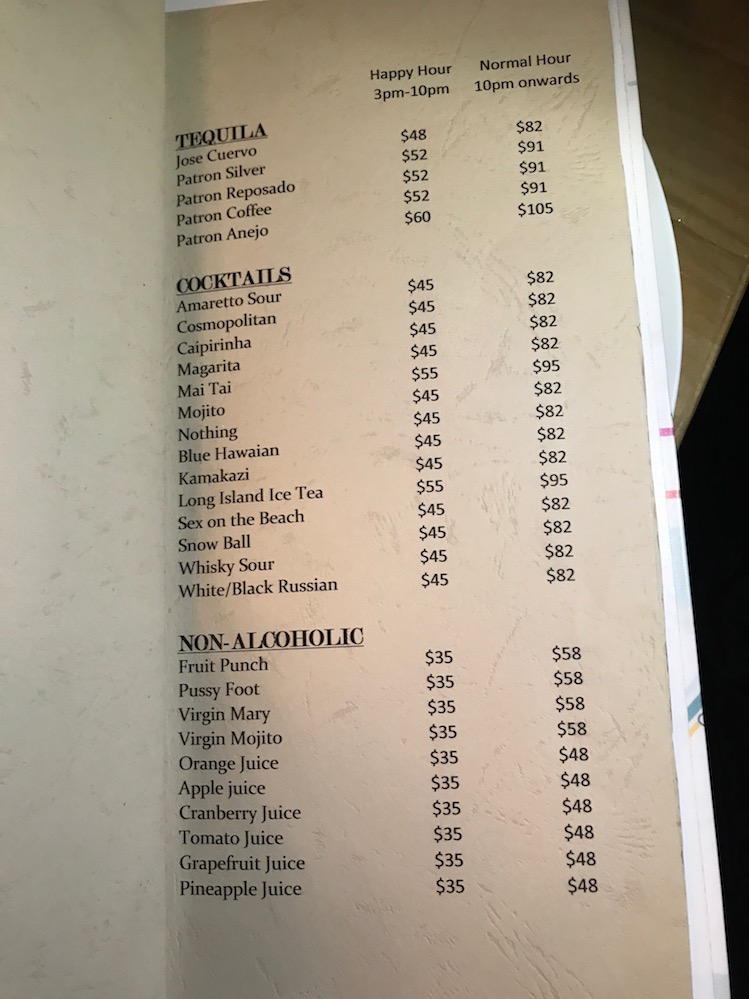 Happy Hour Normal Hour
3pm-10pm 10pm onwards
TEQUILA
Jose Cuervo $48 $82
Patron Silver $52 $91
Patron Reposado $52 $91
Patron Coffee $52 $91
Patron Anejo $60 $105
COCKTAILS
Amaretto Sour $45 $82
Cosmopolitan $45 $82
Caipirinha $45 $82
Magarita $45 $82
Mai Tai $55 $95
Mojito $45 $82
Nothing $45 $82
Blue Hawaian $45 $82
Kamakazi $45 $82
Long Island Ice Tea $55 $95
Sex on the Beach $45 $82
Snow Ball $45 $82
Whisky Sour $45 $82
White/Black Russian $45 $82
NON-ALCOHOLIC
Fruit Punch $35 $58
Pussy Foot $35 $58
Virgin Mary $35 $58
Virgin Mojito $35 $58
Orange Juice $35 $48
Apple juice $35 $48
Cranberry Juice $35 $48
Tomato Juice $35 $48
Grapefruit Juice $35 $48
Pineapple Juice $35 $48